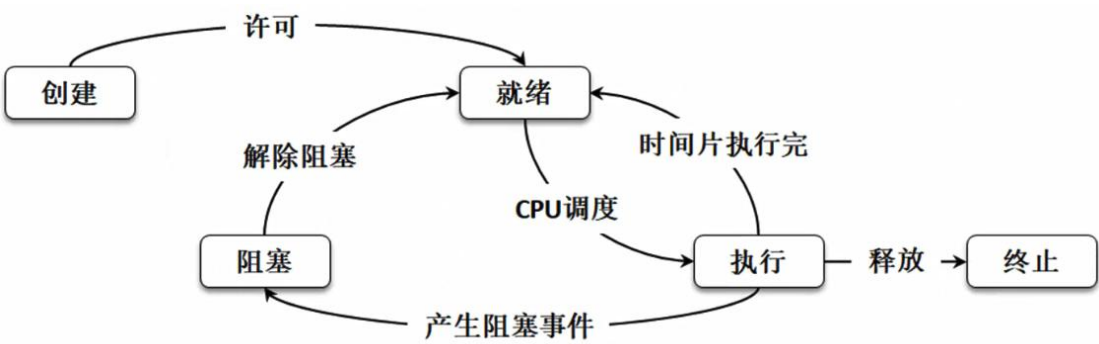 许可
创建
就绪
解除阻塞
时间片执行完
CPU调度
阻塞
执行
释放
终止
产生阻塞事件